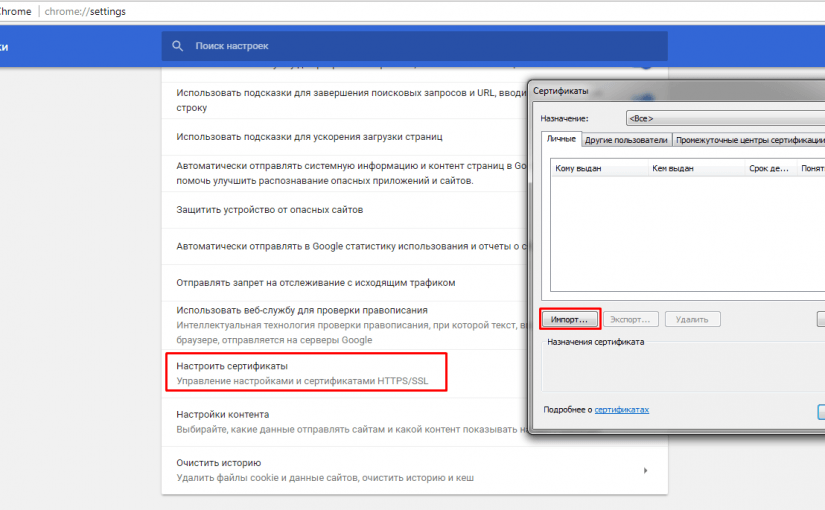 Chrome | chrome://settings
ки
Поиск настроек
Использовать подсказки для завершения поисковых запросов и URL, вводи
строку
Использовать подсказки для ускорения загрузки страниц
Автоматически отправлять системную информацию и контент страниц в Goo
помочь улучшить распознавание опасных приложений и сайтов.
Защитить устройство от опасных сайтов
Автоматически отправлять в Google статистику использования и отчеты о с
Отправлять запрет на отслеживание с исходящим трафиком
Использовать веб-службу для проверки правописания
Интеллектуальная технология проверки правописания, при которой текст, в
браузере, отправляется на серверы Google
Настроить сертификаты
Управление настройками и сертификатами HTTPS/SSL
Настройки контента
Выбирайте, какие данные отправлять сайтам и какой контент показывать н
Очистить историю
Удалить файлы cookie и данные сайтов, очистить историю и кеш
Сертификаты
Назначение:
<Все>
Личные
Другие пользователи
Промежуточные центры сертификации
Кому выдан
Кем выдан
Срок де...
Понят
Импорт...
Экспорт...
Удалить
Назначения сертификата
Подробнее о сертификатах